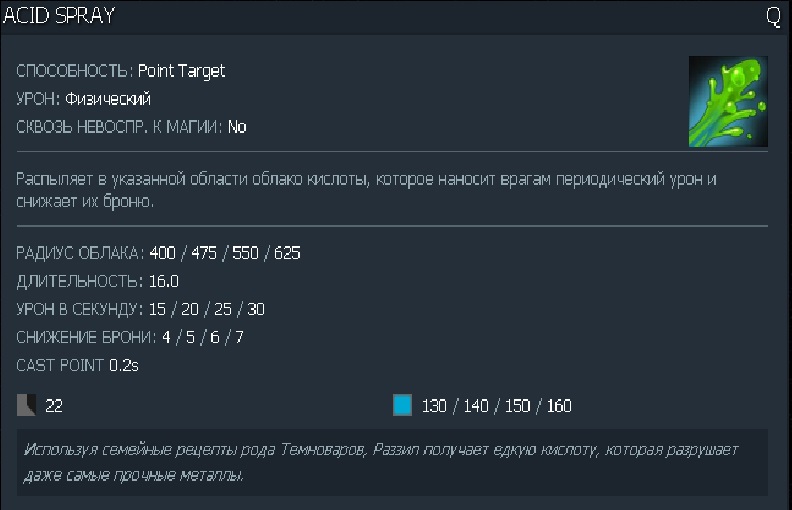 ACID SPRAY Q
СПОСОБНОСТЬ: Point Target
УРОН: Физический
СКВОЗЬ НЕВОСПР. К МАГИИ: No
Распыляет в указанной области облако кислоты, которое наносит врагам периодический урон и
снижает их броню.
РАДИУС ОБЛАКА: 400 / 475 / 550 / 625
ДЛИТЕЛЬНОСТЬ: 16.0
УРОН В СЕКУНДУ: 15 / 20 / 25 / 30
СНИЖЕНИЕ БРОНИ: 4 / 5 / 6 / 7
CAST POINT 0.2s
22 130 / 140 / 150 / 160
Используя семейные рецепты рода Темноваров, Раззил получает едкую кислоту, которая разрушает
даже самые прочные металлы.